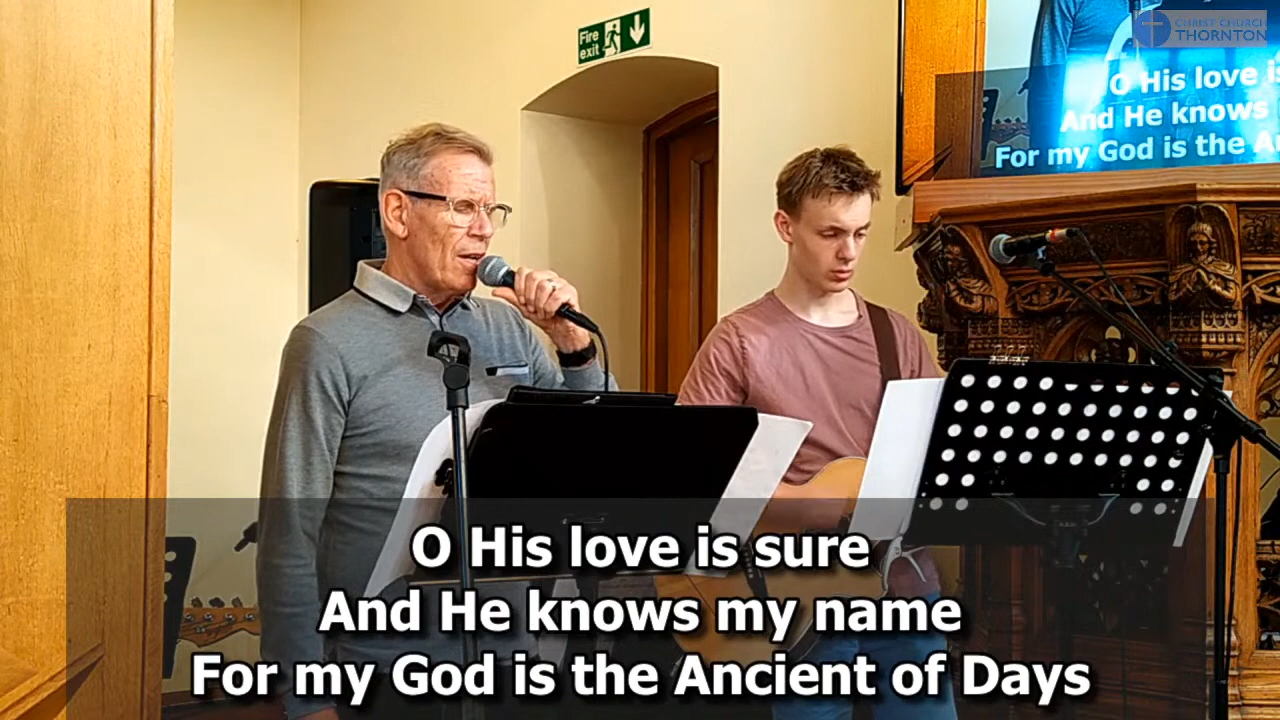 Fire
exit
CHRIST CHURCH
THORNTON
O His love is
And He knows
For my God is the
O His love is sure
And He knows my name
For my God is the Ancient of Days